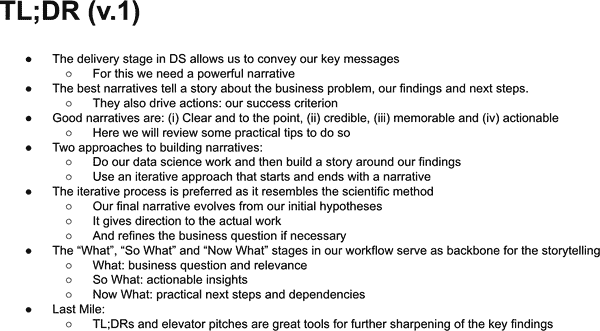 TL;DR (v.1)
● The delivery stage in DS allows us to convey our key messages
○ For this we need a powerful narrative
● The best narratives tell a story about the business problem, our findings and next steps.
○ They also drive actions: our success criterion
● Good narratives are: (i) Clear and to the point, (ii) credible, (iii) memorable and (iv) actionable
○ Here we will review some practical tips to do so
● Two approaches to building narratives:
○ Do our data science work and then build a story around our findings
○ Use an iterative approach that starts and ends with a narrative
● The iterative process is preferred as it resembles the scientific method
○ Our final narrative evolves from our initial hypotheses
○ It gives direction to the actual work
○ And refines the business question if necessary
● The “What”, “So What” and “Now What” stages in our workflow serve as backbone for the storytelling
○ What: business question and relevance
○ So What: actionable insights
○ Now What: practical next steps and dependencies
● Last Mile:
○ TL;DRs and elevator pitches are great tools for further sharpening of the key findings